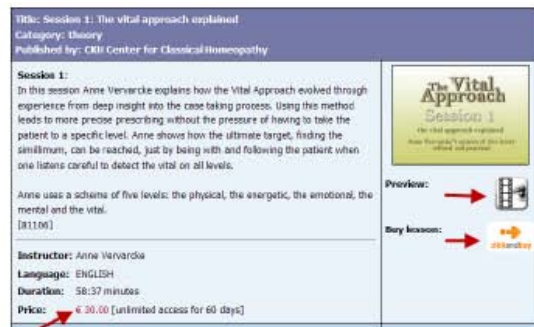 Title: Session 1: The vital approach explained
Category: theory
Published by: CKH Center for Classical Homeopathy
Session 1:
In this session Anne Vervarcke explains how the Vital Approach evolved through
experience from deep insight into the case taking process. Using this method
leads to more precise prescribing without the pressure of having to take the
patient to a specific level. Anne shows how the ultimate target, finding the
simillimum, can be reached, just by being with and following the patient when
one listens careful to detect the vital on all levels.
Anne uses a scheme of five levels: the physical, the energetic, the emotional, the
mental and the vital.
[81106]
Instructor: Anne Vervarcke
Language: ENGLISH
Duration: 58:37 minutes
Price: € 30.00 [unlimited access for 60 days]
The Vital
Approach
Session 1
the vital approach explained
Preview:
Buy lesson:
clickandbuy